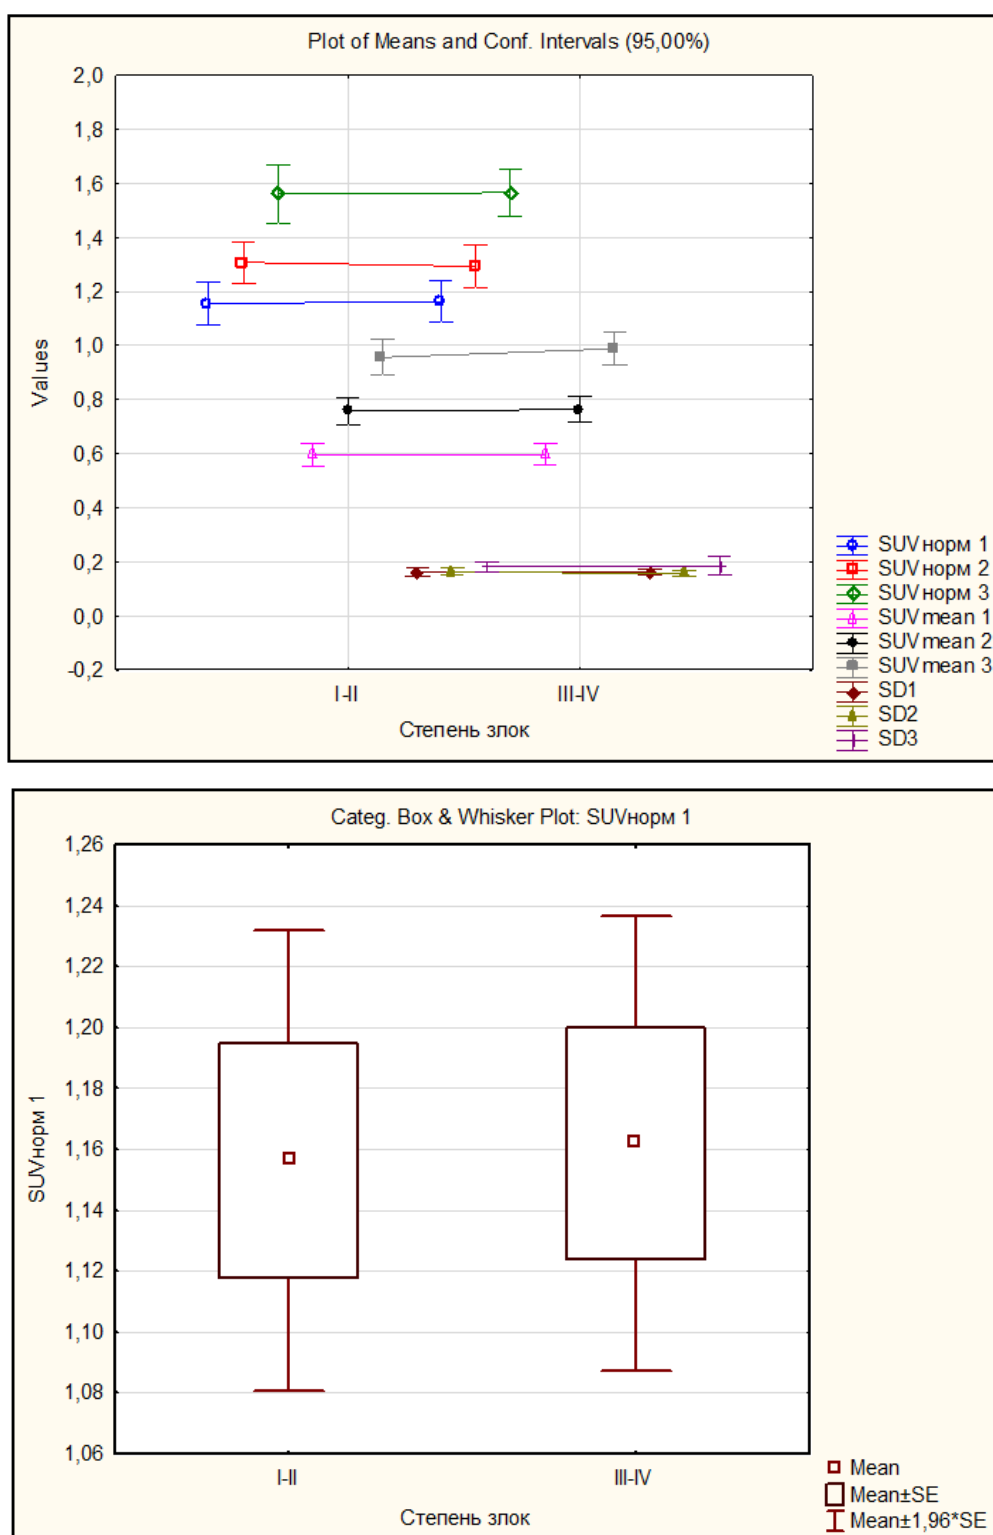 Plot of Means and Conf. Intervals (95,00%)
2,0
1,8
1,6
1,4
1,2
1,0
0,8
0,6
0,4
0,2
0,0
-0,2
Values
I-II
III-IV
Степень злок
SUVнорм 1
SUVнорм 2
SUVнорм 3
SUVmean 1
SUVmean 2
SUVmean 3
SD1
SD2
SD3
Categ. Box & Whisker Plot: SUVнорм 1
1,26
1,24
1,22
1,20
1,18
1,16
1,14
1,12
1,10
1,08
1,06
SUVнорм 1
I-II
III-IV
Степень злок
Mean
Mean±SE
Mean±1,96*SE